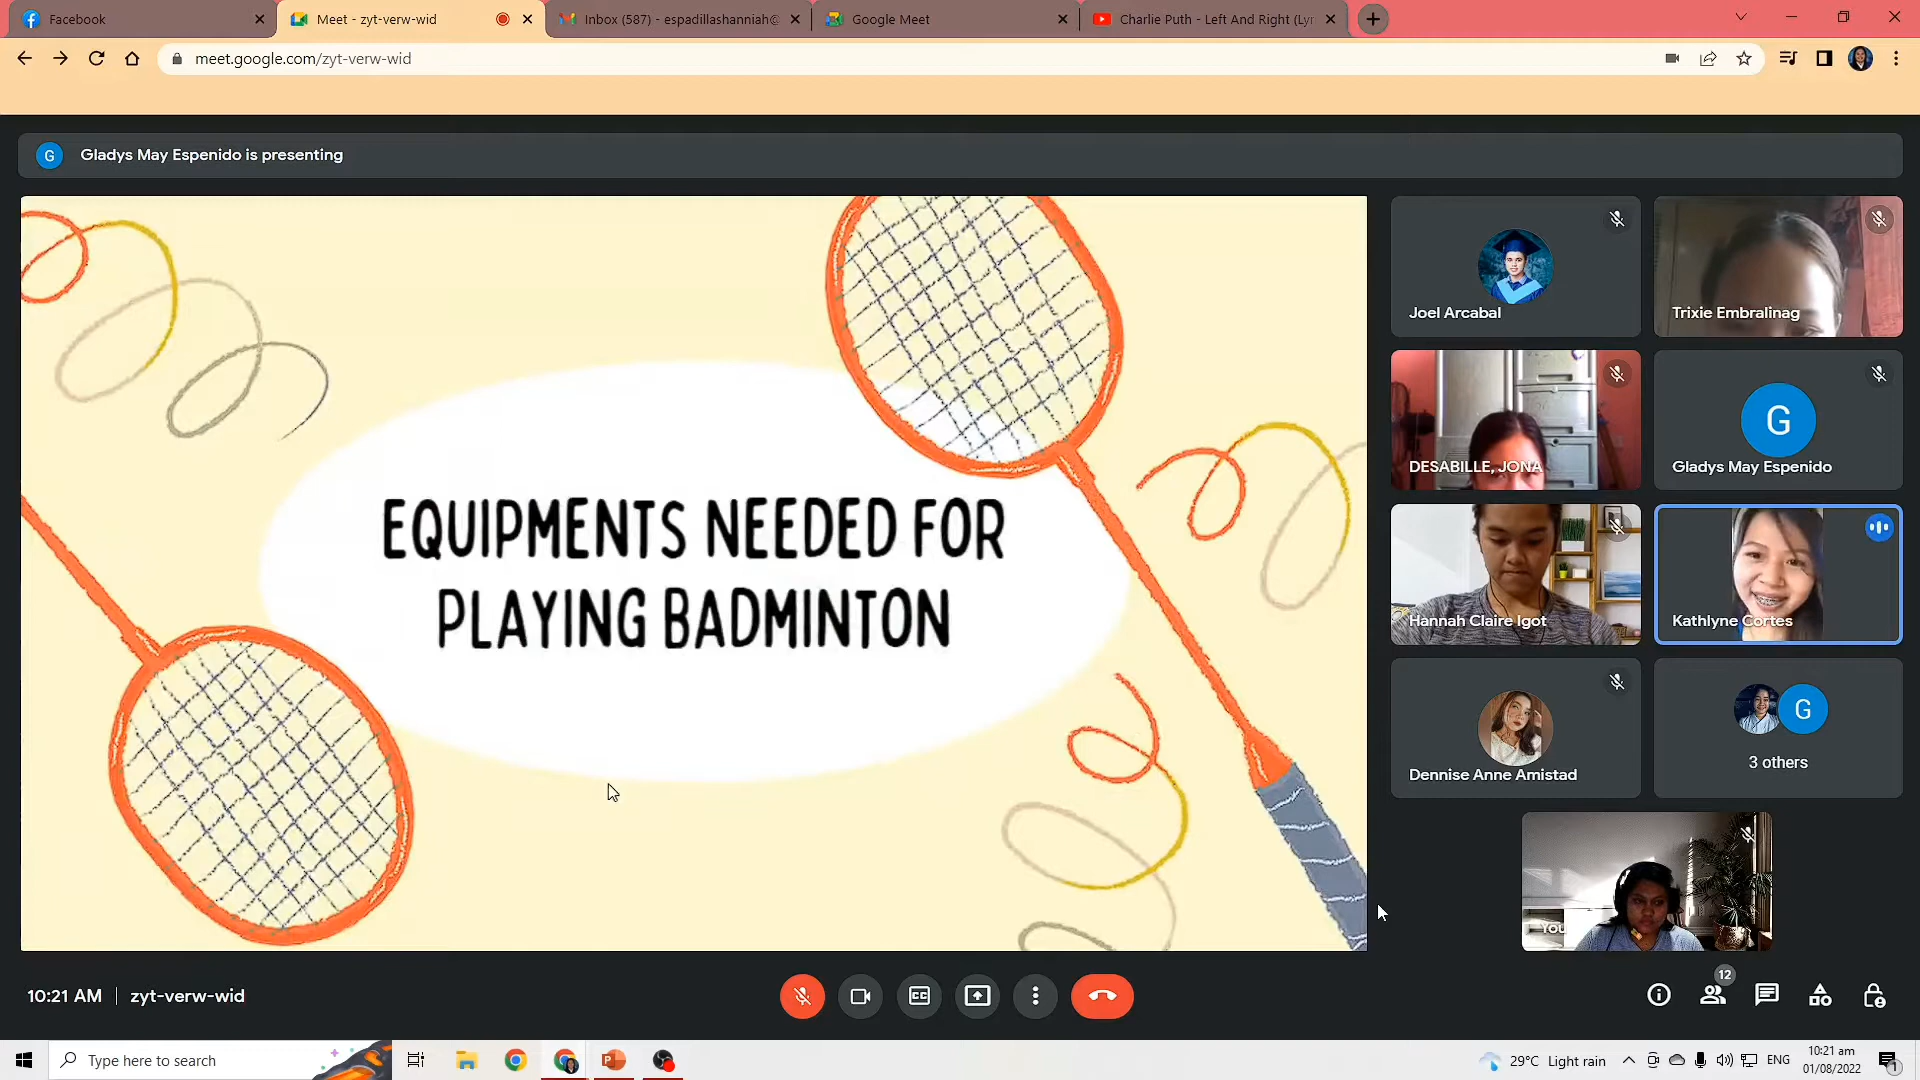 Facebook
Meet - zyt-verw-wid
Inbox (587) - espadillashanniah@
Google Meet
Charlie Puth - Left And Right (Lyr
meet.google.com/zyt-verw-wid
G
Gladys May Espenido is presenting
EQUIPMENTS NEEDED FOR
PLAYING BADMINTON
Joel Arcabal
Trixie Embralinag
DESABILLE, JONA
G
Gladys May Espenido
Hannah Claire Igot
Kathlyne Cortes
Dennise Anne Amistad
G
3 others
You
10:21 AM | zyt-verw-wid
CC
12
Type here to search
P
29°C Light rain
ENG
10:21 am
01/08/2022
1